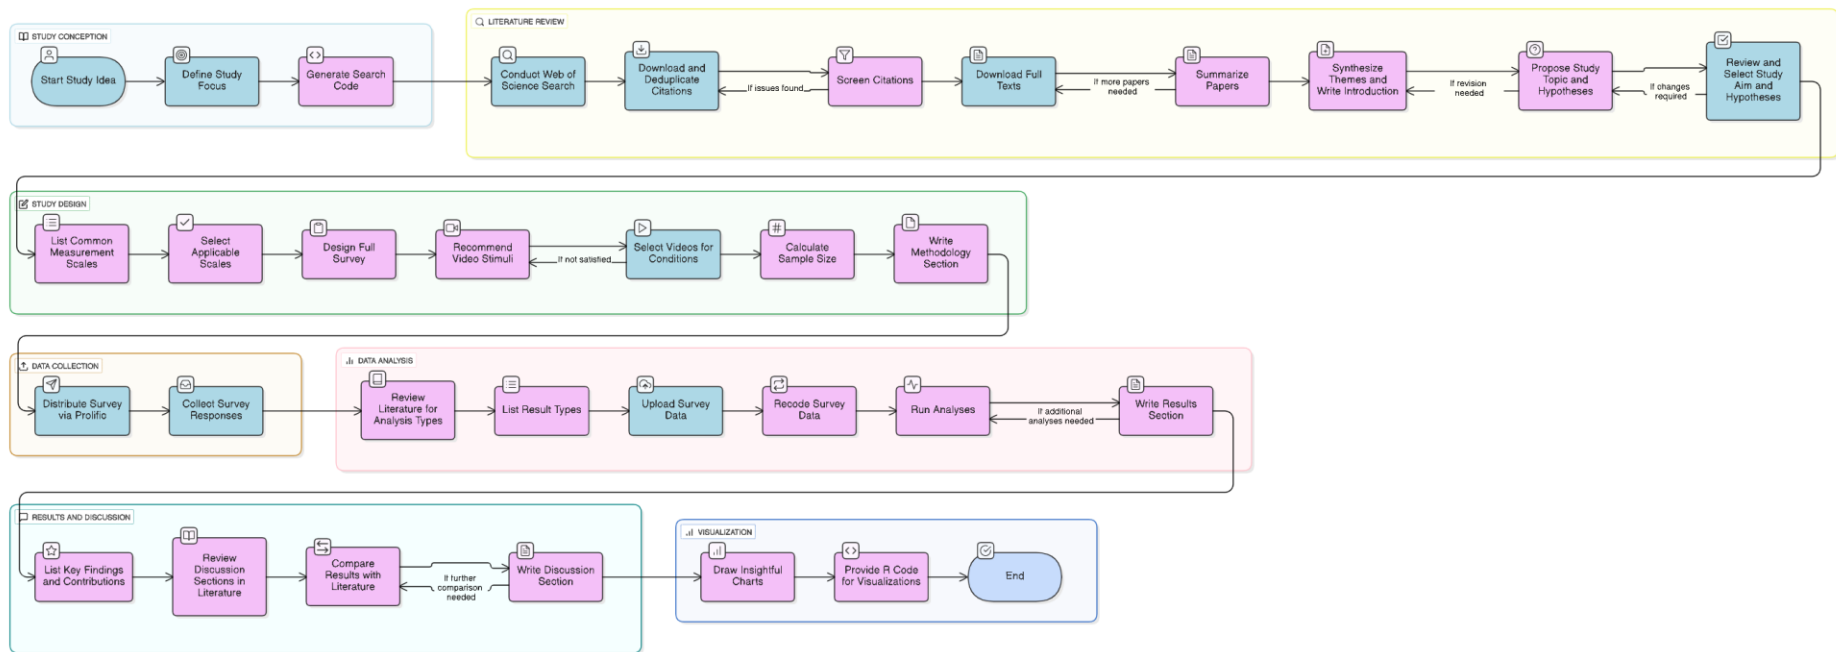 STUDY CONCEPTION
Start Study Idea
Define Study
Focus
Generate Search
Code
LITERATURE REVIEW
Conduct Web of
Science Search
Download and
Deduplicate
Citations
If issues found
Screen Citations
Download Full
Texts
If more papers
needed
Summarize
Papers
Synthesize
Themes and
Write Introduction
If revision
needed
Propose Study
Topic and
Hypotheses
If changes
required
Review and
Select Study
Aim and
Hypotheses
STUDY DESIGN
List Common
Measurement
Scales
Select
Applicable
Scales
Design Full
Survey
Recommend
Video Stimuli
If not satisfied
Select Videos for
Conditions
Calculate
Sample Size
Write
Methodology
Section
DATA COLLECTION
Distribute Survey
via Prolific
Collect Survey
Responses
DATA ANALYSIS
Review
Literature for
Analysis Types
List Result Types
Upload Survey
Data
Recode Survey
Data
Run Analyses
If additional
analyses needed
Write Results
Section
RESULTS AND DISCUSSION
List Key Findings
and Contributions
Review
Discussion
Sections in
Literature
Compare
Results with
Literature
If further
comparison
needed
Write Discussion
Section
VISUALIZATION
Draw Insightful
Charts
Provide R Code
for Visualizations
End